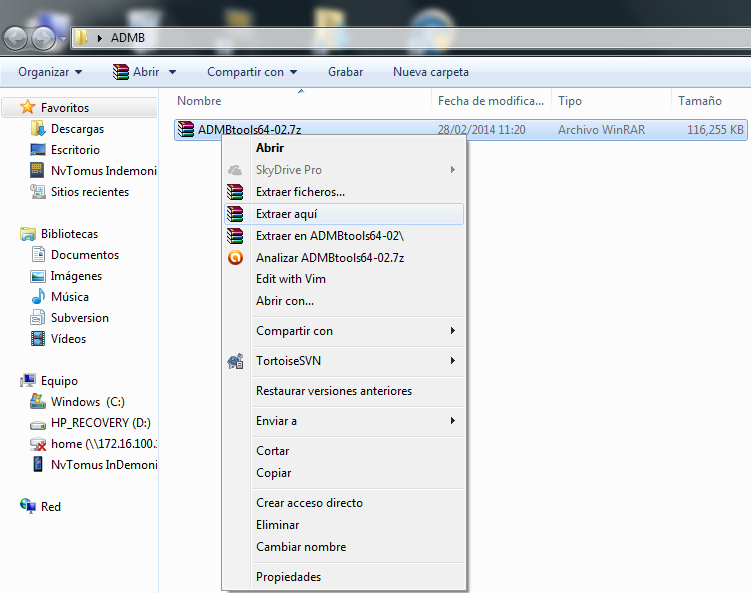 ADMB
Organizar
Abrir
Compartir con
Grabar
Nueva carpeta
Nombre
Fecha de modifica...
Tipo
Tamaño
Favoritos
Descargas
Escritorio
NvTomus Indemoni
Sitios recientes
Bibliotecas
Documentos
Imágenes
Música
Subversion
Vídeos
Equipo
Windows (C:)
HP_RECOVERY (D:)
home (\\172.16.100.
NvTomus InDemoni
Red
ADMBtools64-02.7z
28/02/2014 11:20
Archivo WinRAR
116,255 KB
Abrir
SkyDrive Pro
Extraer ficheros...
Extraer aquí
Extraer en ADMBtools64-02\
Analizar ADMBtools64-02.7z
Edit with Vim
Abrir con...
Compartir con
TortoiseSVN
Restaurar versiones anteriores
Enviar a
Cortar
Copiar
Crear acceso directo
Eliminar
Cambiar nombre
Propiedades